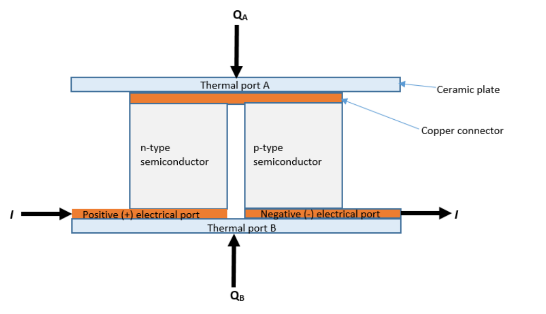 QA
Thermal port A
Ceramic plate
Copper connector
n-type
semiconductor
p-type
semiconductor
I
Positive (+) electrical port
Negative (-) electrical port
I
Thermal port B
QB